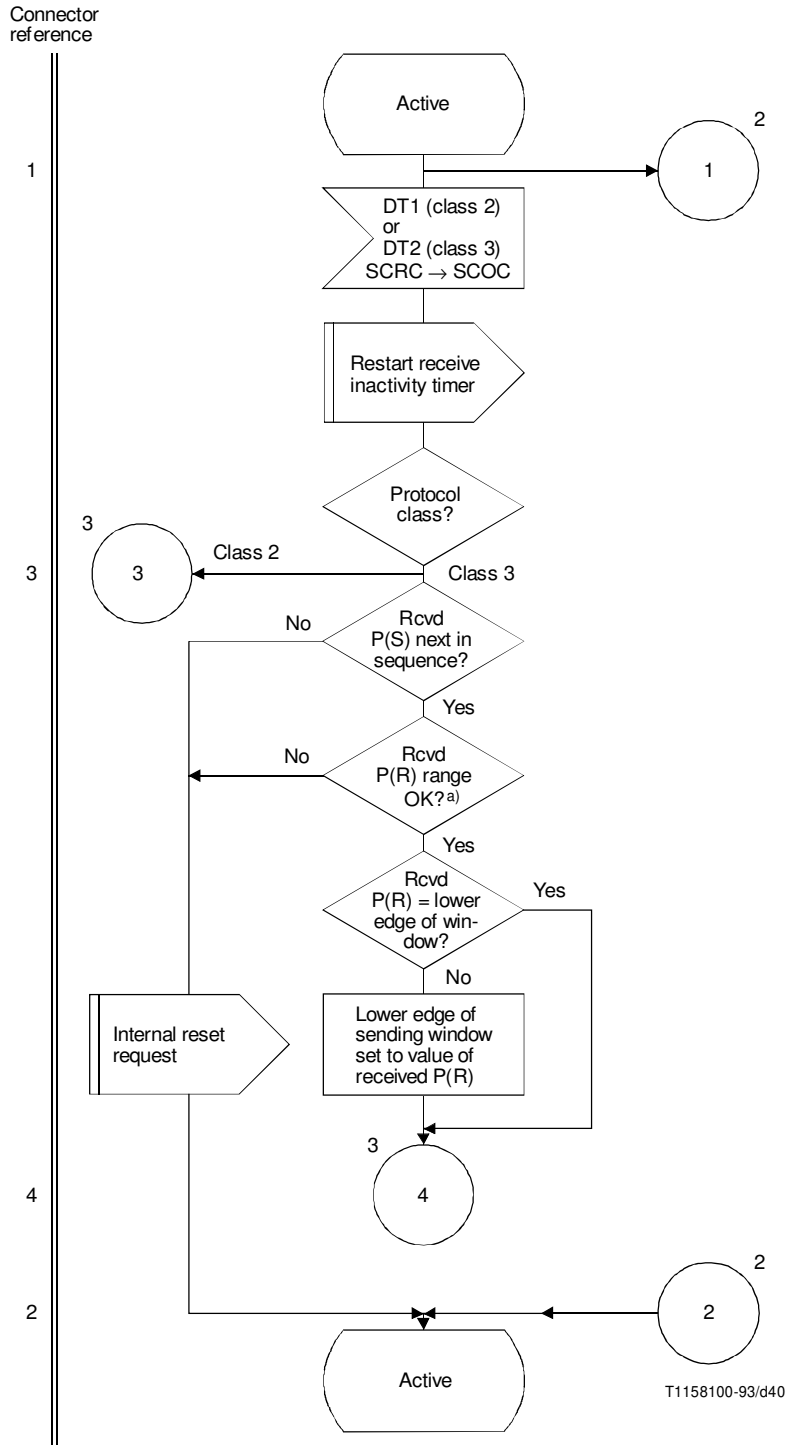 Connector
reference
Active
2
1
1
DT1 (class 2)
or
DT2 (class 3)
SCRC → SCOC
Restart receive
inactivity timer
Protocol
class?
3
3
3
Class 2
Class 3
No
Rcvd
P(S) next in
sequence?
Yes
No
Rcvd
P(R) range
OK? a)
Yes
Rcvd
P(R) = lower
edge of win-
dow?
Yes
No
Internal reset
request
Lower edge of
sending window
set to value of
received P(R)
3
4
4
2
2
2
Active
T1158100-93/d40